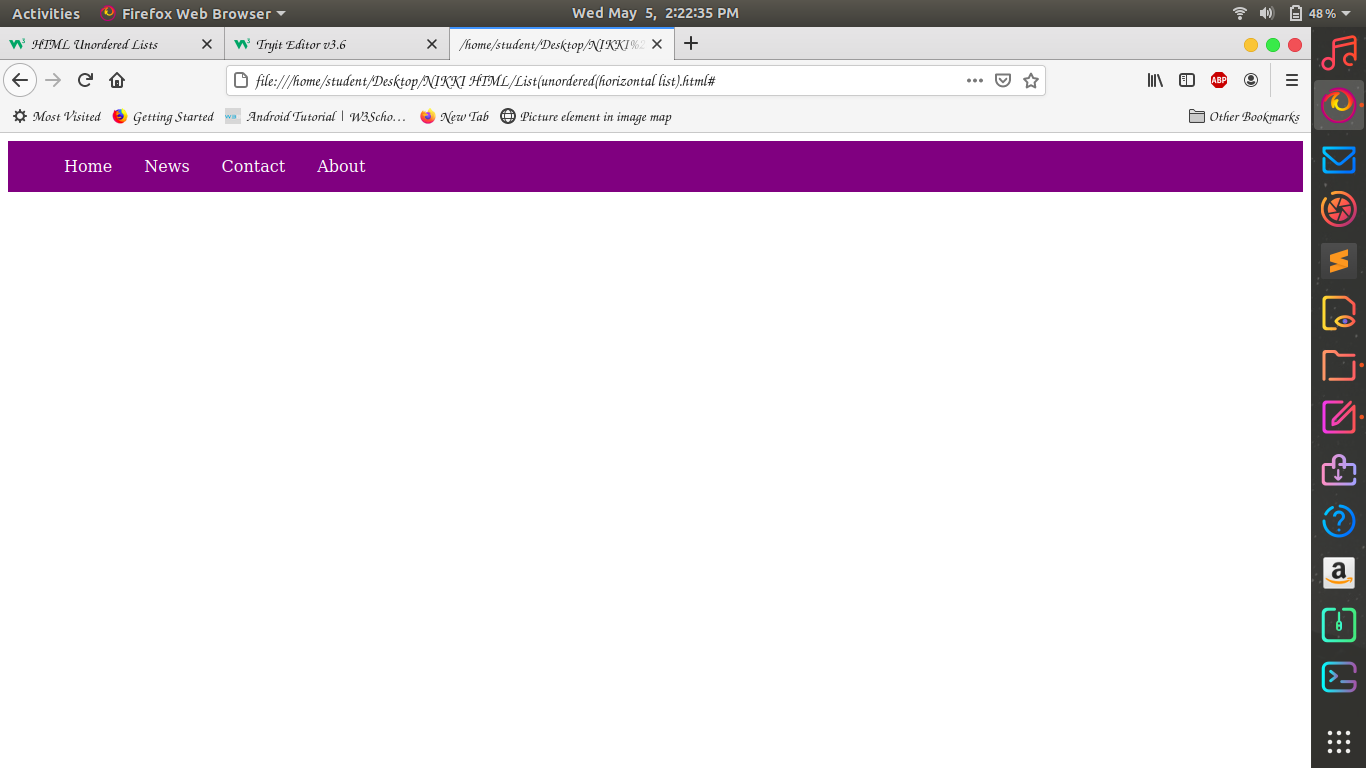 Activities Firefox Web Browser Wed May 5, 2:22:35 PM 48 %
HTML Unordered Lists Tryit Editor v3.6 /home/student/Desktop/NIKKI%2
file:///home/student/Desktop/NIKKI HTML/List(unordered(horizontal list).html# ABP
Most Visited Getting Started Android Tutorial | W3Scho… New Tab Picture element in image map Other Bookmarks
Home News Contact About